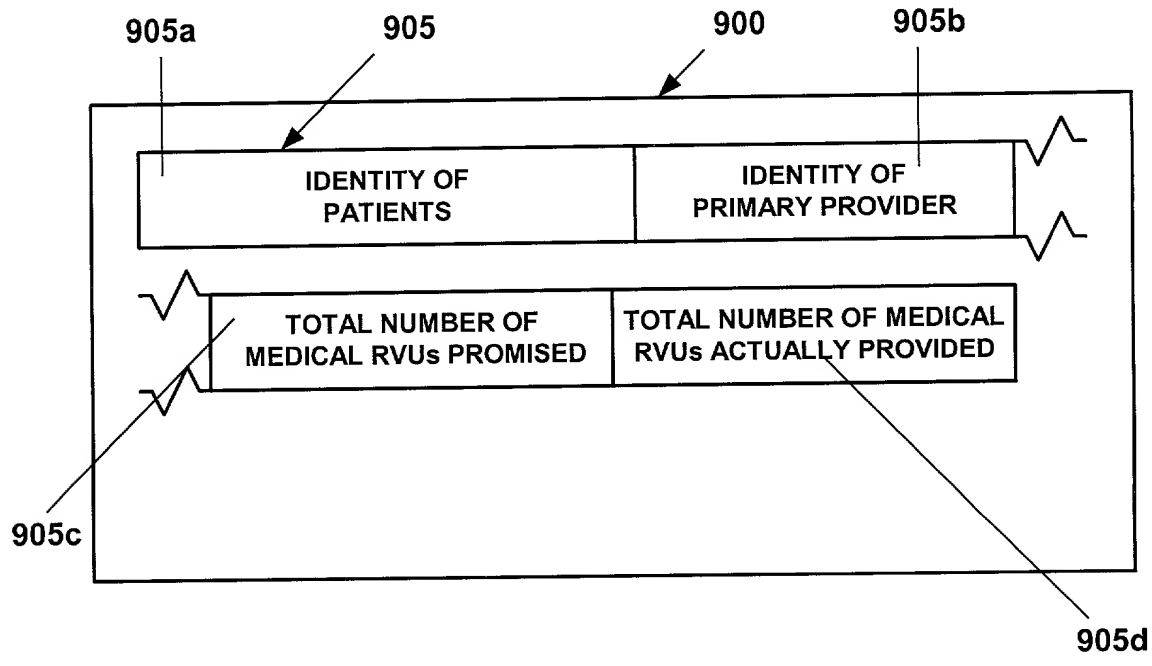 905a
905
900
905b
IDENTITY OF
PATIENTS
IDENTITY OF
PRIMARY PROVIDER
TOTAL NUMBER OF
MEDICAL RVUs PROMISED
TOTAL NUMBER OF MEDICAL
RVUs ACTUALLY PROVIDED
905c
905d